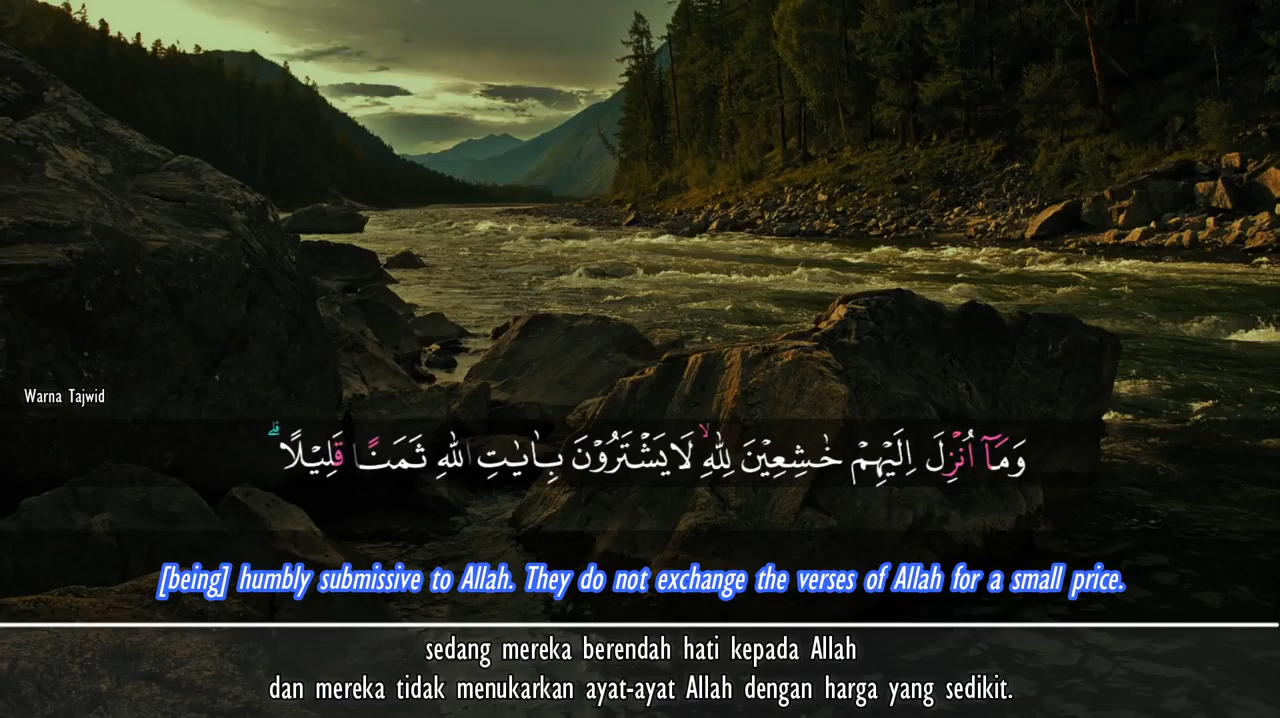 Warna Tajwid
وَمَآ اُنْزِلَ اِلَيْهِمْ خٰشِعِيْنَ لِلّٰهِ ۙ لَا يَشْتَرُوْنَ بِاٰيٰتِ اللّٰهِ ثَمَنًا قَلِيْلًا ۗ
[being] humbly submissive to Allah. They do not exchange the verses of Allah for a small price.
sedang mereka berendah hati kepada Allah
dan mereka tidak menukarkan ayat-ayat Allah dengan harga yang sedikit.